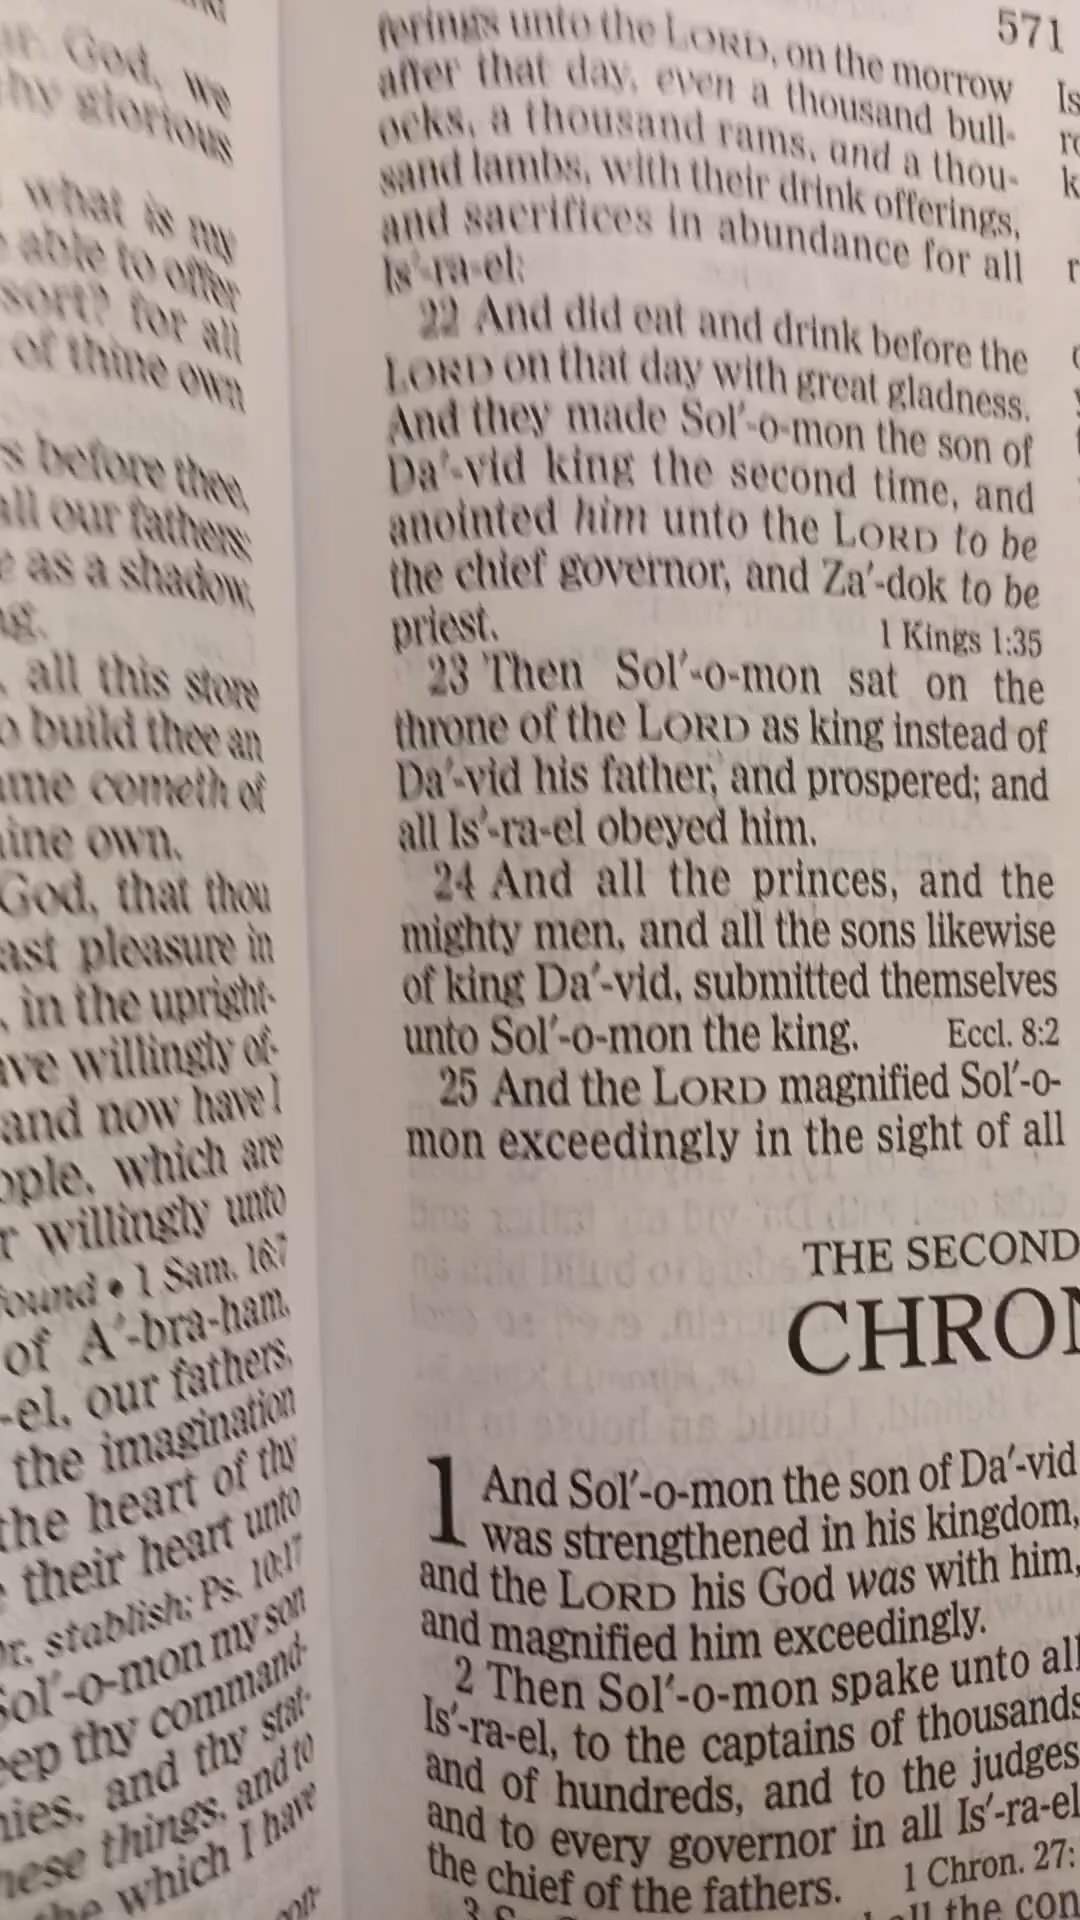 God, we
thy glorious
what is my
able to offer
sort? for all
of thine own
before thee,
all our fathers:
as a shadow,
all this store
build thee an
cometh of
own.
God, that thou
pleasure in
in the upright-
willingly of-
and now have I
which are
willingly unto
found • 1 Sam. 16:7
of A′-bra-ham,
-el, our fathers,
the imagination
the heart of thy
their heart unto
stablish: Ps. 10:17
Sol′-o-mon my son
thy command-
and thy stat-
these things, and to
which I have
con-
571
ferings unto the LORD, on the morrow
after that day, even a thousand bull-
ocks, a thousand rams, and a thou-
sand lambs, with their drink offerings,
and sacrifices in abundance for all
Is′-ra-el:
22 And did eat and drink before the
LORD on that day with great gladness.
And they made Sol′-o-mon the son of
Da′-vid king the second time, and
anointed him unto the LORD to be
the chief governor, and Za′-dok to be
priest. 1 Kings 1:35
23 Then Sol′-o-mon sat on the
throne of the LORD as king instead of
Da′-vid his father, and prospered; and
all Is′-ra-el obeyed him.
24 And all the princes, and the
mighty men, and all the sons likewise
of king Da′-vid, submitted themselves
unto Sol′-o-mon the king. Eccl. 8:2
25 And the LORD magnified Sol′-o-
mon exceedingly in the sight of all
THE SECOND
CHRON
1 And Sol′-o-mon the son of Da′-vid
was strengthened in his kingdom,
and the LORD his God was with him,
and magnified him exceedingly.
2 Then Sol′-o-mon spake unto all
Is′-ra-el, to the captains of thousands
and of hundreds, and to the judges
and to every governor in all Is′-ra-el
the chief of the fathers. 1 Chron. 27:
3
the con